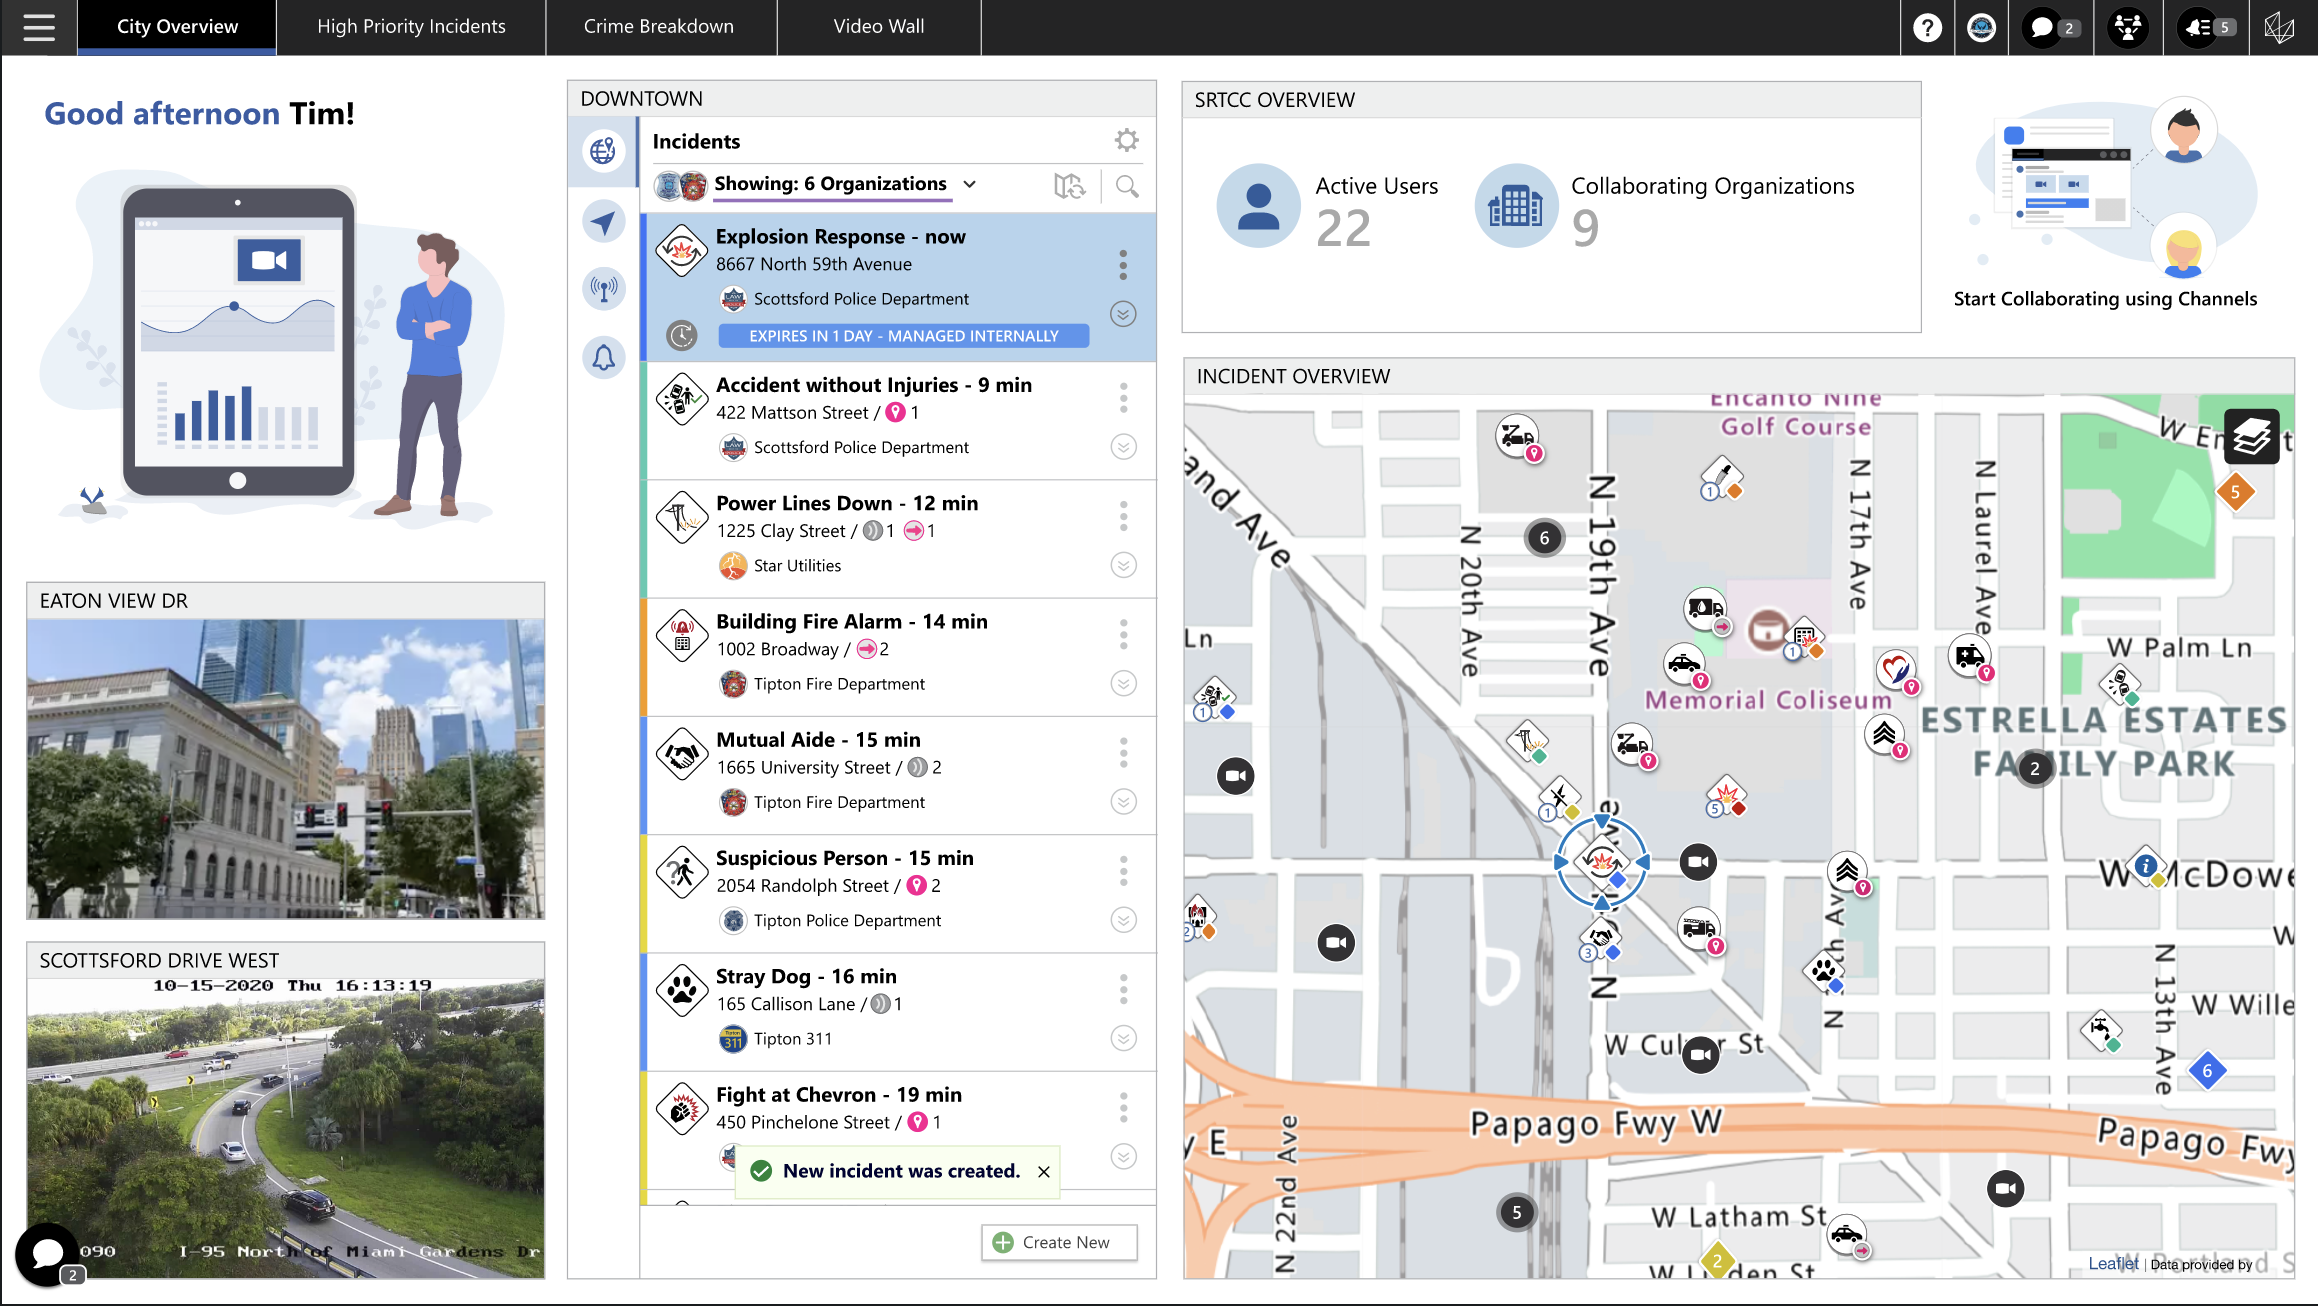 City Overview
High Priority Incidents
Crime Breakdown
Video Wall
?
2
5
Good afternoon Tim!
EATON VIEW DR
SCOTTSFORD DRIVE WEST
10-15-2020 Thu 16:13:19
090 I-95 North of Miami Gardens Dr
2
DOWNTOWN
Incidents
Showing: 6 Organizations
Explosion Response - now
8667 North 59th Avenue
Scottsford Police Department
EXPIRES IN 1 DAY - MANAGED INTERNALLY
Accident without Injuries - 9 min
422 Mattson Street / 1
Scottsford Police Department
Power Lines Down - 12 min
1225 Clay Street / 1 1
Star Utilities
Building Fire Alarm - 14 min
1002 Broadway / 2
Tipton Fire Department
Mutual Aide - 15 min
1665 University Street / 2
Tipton Fire Department
Suspicious Person - 15 min
2054 Randolph Street / 2
Tipton Police Department
Stray Dog - 16 min
165 Callison Lane / 1
311
Tipton 311
Fight at Chevron - 19 min
450 Pinchelone Street / 1
New incident was created.
Create New
SRTCC OVERVIEW
Active Users
22
Collaborating Organizations
9
Start Collaborating using Channels
INCIDENT OVERVIEW
Encanto Nine
Golf Course
W En
t
and Ave
N 20th Ave
N 19th Ave
N 17th Ave
N Laurel Ave
5
1
6
Ln
1
W Palm Ln
Memorial Coliseum
1
ESTRELLA ESTATES
FAMILY PARK
2
1
5
W McDowe
2
3
N
N
W
N 13th Ave
W Wille
W Culver St
6
Papago Fwy W
Papago Fwy
y E
N 22nd Ave
5
W Latham St
2
W Linden St
W Portland S
Leaflet | Data provided by